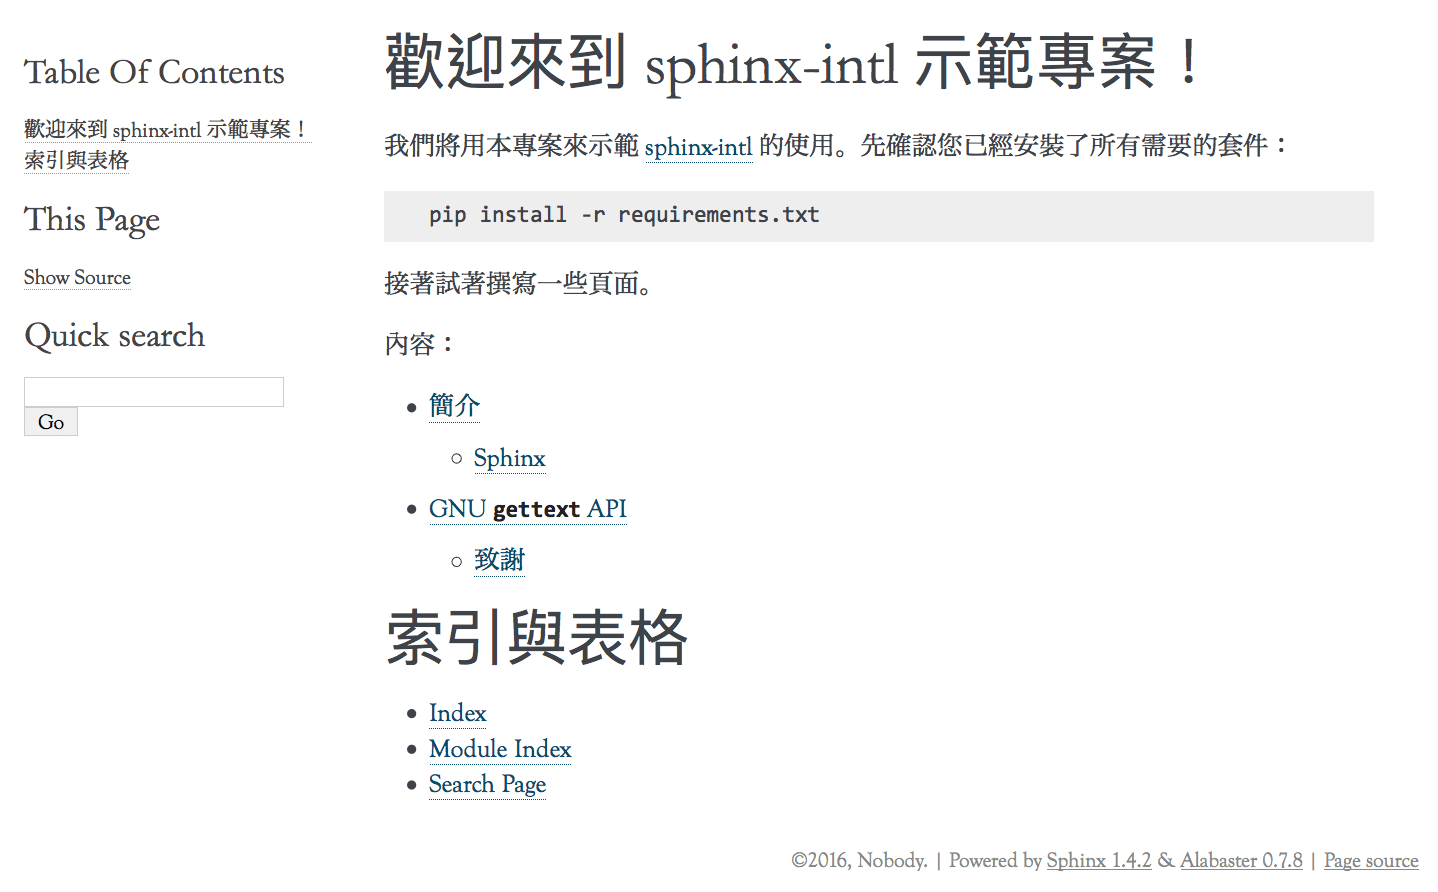 Table Of Contents
歡迎來到 sphinx-intl 示範專案！
索引與表格
This Page
Show Source
Quick search
Go
歡迎來到 sphinx-intl 示範專案！
我們將用本專案來示範 sphinx-intl 的使用。先確認您已經安裝了所有需要的套件：
pip install -r requirements.txt
接著試著撰寫一些頁面。
內容：
簡介
Sphinx
GNU gettext API
致謝
索引與表格
Index
Module Index
Search Page
©2016, Nobody. | Powered by Sphinx 1.4.2 & Alabaster 0.7.8 | Page source